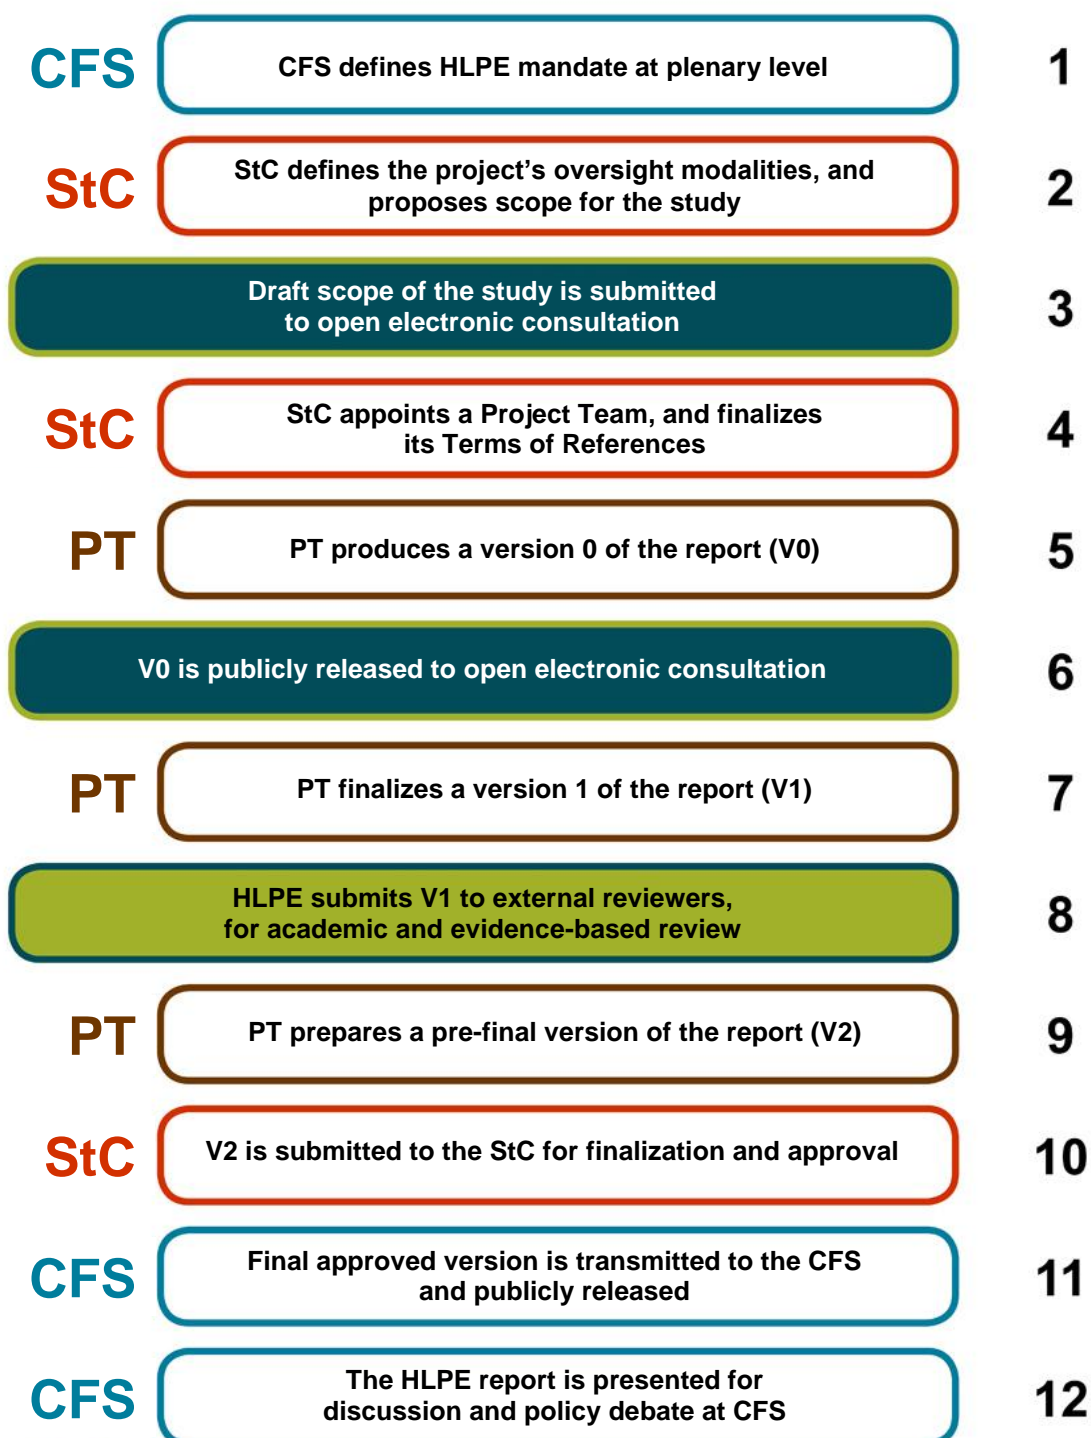 CFS CFS defines HLPE mandate at plenary level 1
StC StC defines the project's oversight modalities, and
proposes scope for the study 2
Draft scope of the study is submitted
to open electronic consultation 3
StC StC appoints a Project Team, and finalizes
its Terms of References 4
PT PT produces a version 0 of the report (V0) 5
V0 is publicly released to open electronic consultation 6
PT PT finalizes a version 1 of the report (V1) 7
HLPE submits V1 to external reviewers,
for academic and evidence-based review 8
PT PT prepares a pre-final version of the report (V2) 9
StC V2 is submitted to the StC for finalization and approval 10
CFS Final approved version is transmitted to the CFS
and publicly released 11
CFS The HLPE report is presented for
discussion and policy debate at CFS 12